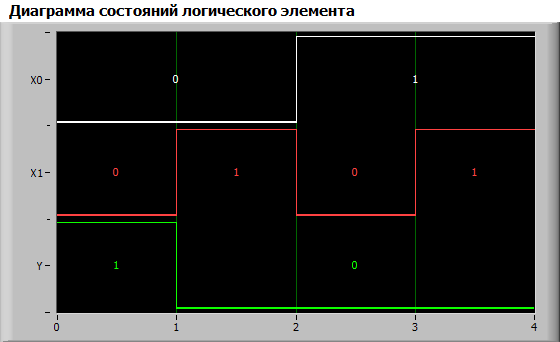 Диаграмма состояний логического элемента
X0
0 1
X1
0 1 0 1
Y
1 0
0 1 2 3 4